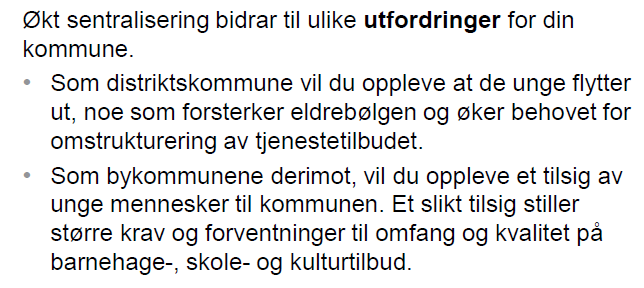 Økt sentralisering bidrar til ulike utfordringer for din
kommune.
• Som distriktskommune vil du oppleve at de unge flytter
ut, noe som forsterker eldrebølgen og øker behovet for
omstrukturering av tjenestetilbudet.
• Som bykommunene derimot, vil du oppleve et tilsig av
unge mennesker til kommunen. Et slikt tilsig stiller
større krav og forventninger til omfang og kvalitet på
barnehage-, skole- og kulturtilbud.